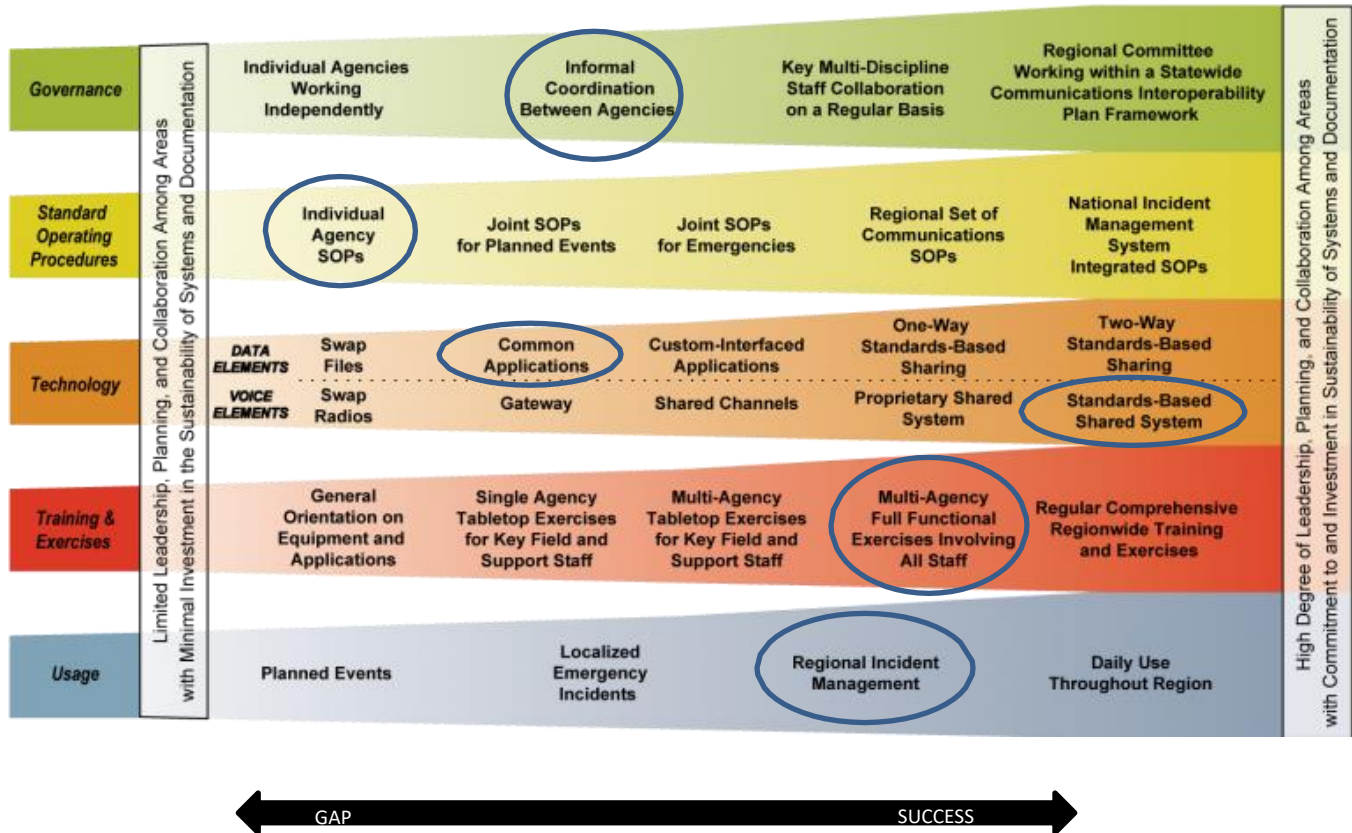 Limited Leadership, Planning, and Collaboration Among Areas
with Minimal Investment in the Sustainability of Systems and Documentation
Governance
Individual Agencies
Working
Independently
Informal
Coordination
Between Agencies
Key Multi-Discipline
Staff Collaboration
on a Regular Basis
Regional Committee
Working within a Statewide
Communications Interoperability
Plan Framework
Standard
Operating
Procedures
Individual
Agency
SOPs
Joint SOPs
for Planned Events
Joint SOPs
for Emergencies
Regional Set of
Communications
SOPs
National Incident
Management
System
Integrated SOPs
Technology
DATA
ELEMENTS
Swap
Files
Common
Applications
Custom-Interfaced
Applications
One-Way
Standards-Based
Sharing
Two-Way
Standards-Based
Sharing
VOICE
ELEMENTS
Swap
Radios
Gateway
Shared Channels
Proprietary Shared
System
Standards-Based
Shared System
Training &
Exercises
General
Orientation on
Equipment and
Applications
Single Agency
Tabletop Exercises
for Key Field and
Support Staff
Multi-Agency
Tabletop Exercises
for Key Field and
Support Staff
Multi-Agency
Full Functional
Exercises Involving
All Staff
Regular Comprehensive
Regionwide Training
and Exercises
Usage
Planned Events
Localized
Emergency
Incidents
Regional Incident
Management
Daily Use
Throughout Region
High Degree of Leadership, Planning, and Collaboration Among Areas
with Commitment to and Investment in Sustainability of Systems and Documentation
GAP
SUCCESS